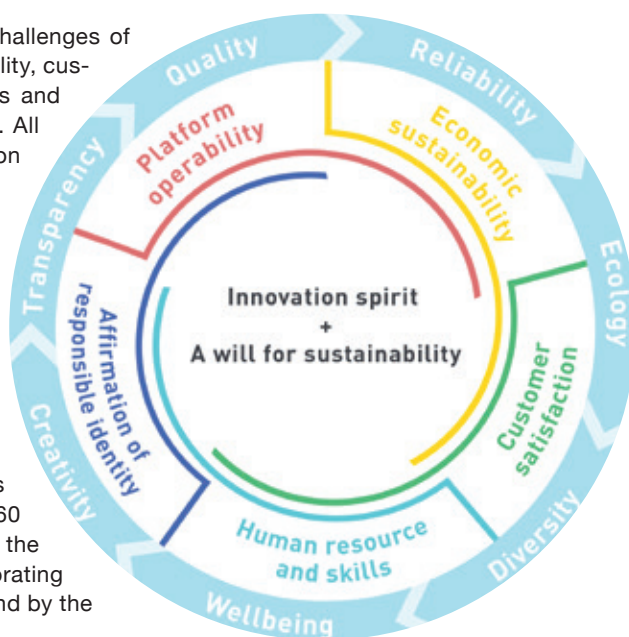 hallenges of
lity, cus-
s and
. All
on
s
60
the
orating
nd by the
Quality
Reliability
Ecology
Diversity
Wellbeing
Creativity
Transparency
Platform
operability
Economic
sustainability
Customer
satisfaction
Human resource
and skills
Affirmation of
responsible identity
Innovation spirit
+
A will for sustainability